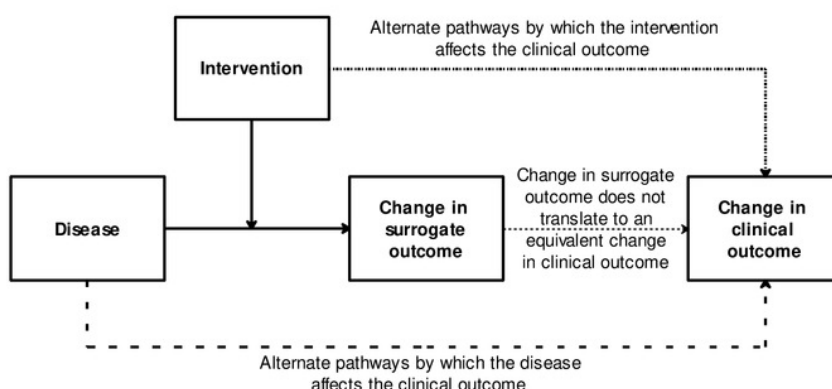 Alternate pathways by which the intervention
affects the clinical outcome
Intervention
Disease
Change in
surrogate
outcome
Change in surrogate
outcome does not
translate to an
equivalent change
in clinical outcome
Change in
clinical
outcome
Alternate pathways by which the disease
affects the clinical outcome